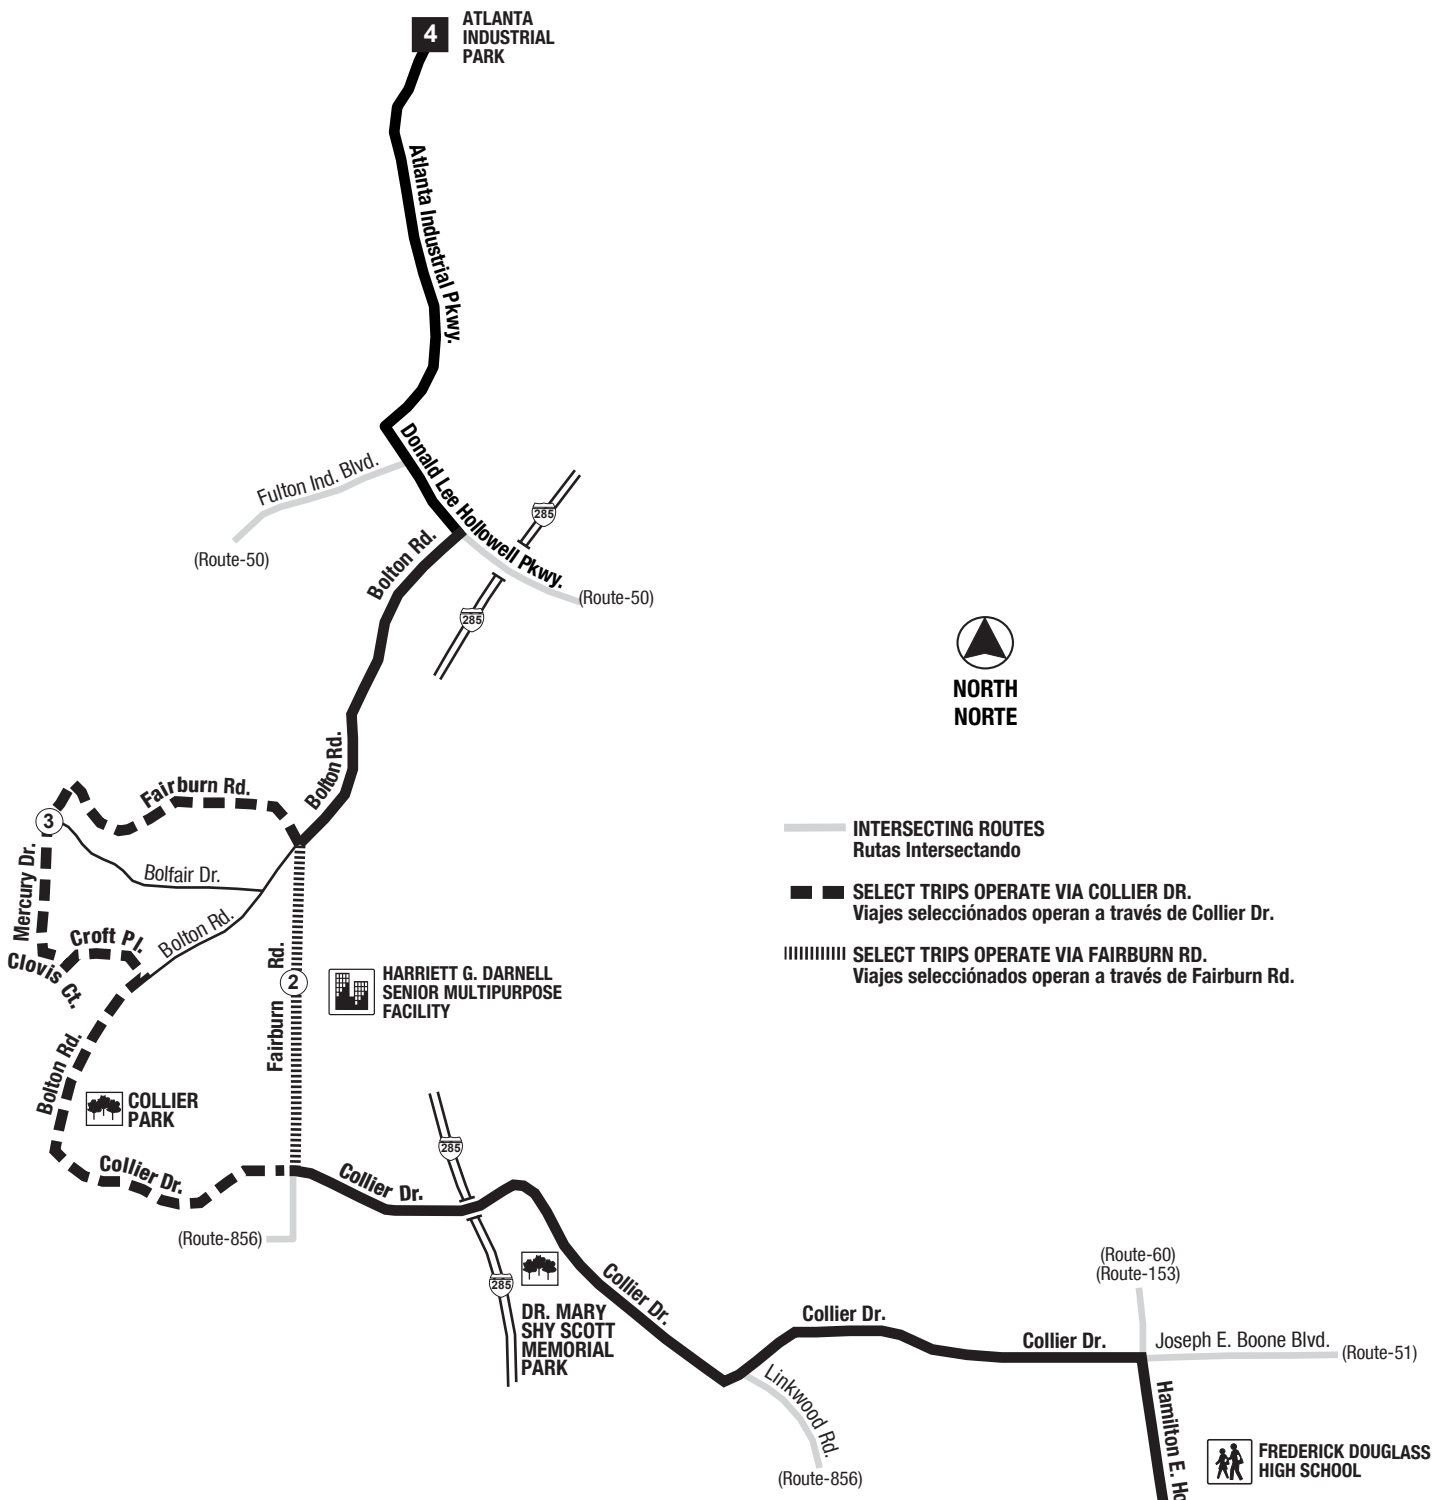 4
ATLANTA
INDUSTRIAL
PARK
Atlanta Industrial Pkwy.
Donald Lee Hollowell Pkwy.
Fulton Ind. Blvd.
(Route-50)
285
Bolton Rd.
(Route-50)
285
NORTH
NORTE
Bolton Rd.
Fairburn Rd.
3
INTERSECTING ROUTES
Rutas Intersectando
Mercury Dr.
Bolfair Dr.
SELECT TRIPS OPERATE VIA COLLIER DR.
Viajes selecciónados operan a través de Collier Dr.
Croft Pl.
Bolton Rd.
Clovis Ct.
SELECT TRIPS OPERATE VIA FAIRBURN RD.
Viajes selecciónados operan a través de Fairburn Rd.
Fairburn Rd.
2
HARRIETT G. DARNELL
SENIOR MULTIPURPOSE
FACILITY
Bolton Rd.
COLLIER
PARK
285
Collier Dr.
Collier Dr.
(Route-856)
285
DR. MARY
SHY SCOTT
MEMORIAL
PARK
Collier Dr.
Collier Dr.
Collier Dr.
(Route-60)
(Route-153)
Joseph E. Boone Blvd.
(Route-51)
Linkwood Rd.
(Route-856)
Hamilton E. Ho
FREDERICK DOUGLASS
HIGH SCHOOL